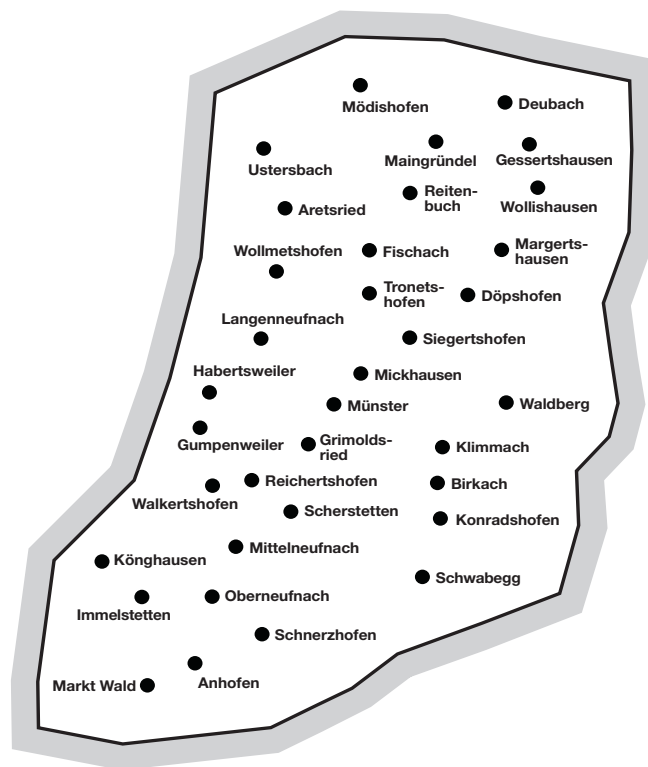 Mödishofen
Deubach
Maingründel
Gessertshausen
Ustersbach
Reiten-
buch
Wollishausen
Aretsried
Wollmetshofen
Fischach
Margerts-
hausen
Tronets-
hofen
Döpshofen
Langenneufnach
Siegertshofen
Habertsweiler
Mickhausen
Münster
Waldberg
Gumpenweiler
Grimolds-
ried
Klimmach
Reichertshofen
Birkach
Walkertshofen
Scherstetten
Konradshofen
Mittelneufnach
Könghausen
Schwabegg
Immelstetten
Oberneufnach
Schnerzhofen
Markt Wald
Anhofen